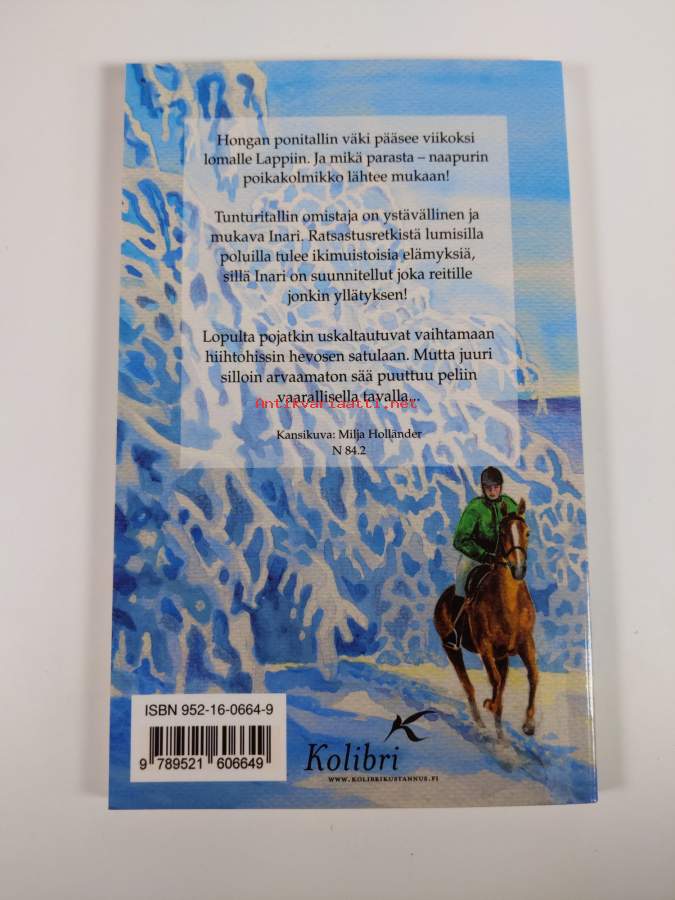 Hongan ponitallin väki pääsee viikoksi
lomalle Lappiin. Ja mikä parasta – naapurin
poikakolmikko lähtee mukaan!
Tunturitallin omistaja on ystävällinen ja
mukava Inari. Ratsastusretkistä lumisilla
poluilla tulee ikimuistoisia elämyksiä,
sillä Inari on suunnitellut joka reitille
jonkin yllätyksen!
Lopulta pojatkin uskaltautuvat vaihtamaan
hiihtohissin hevosen satulaan. Mutta juuri
silloin arvaamaton sää puuttuu peliin
vaarallisella tavalla...
Antikvariaatti.net
Kansikuva: Milja Holländer
N 84.2
ISBN 952-16-0664-9
9 789521 606649
Kolibri
WWW.KOLIBRIKUSTANNUS.FI